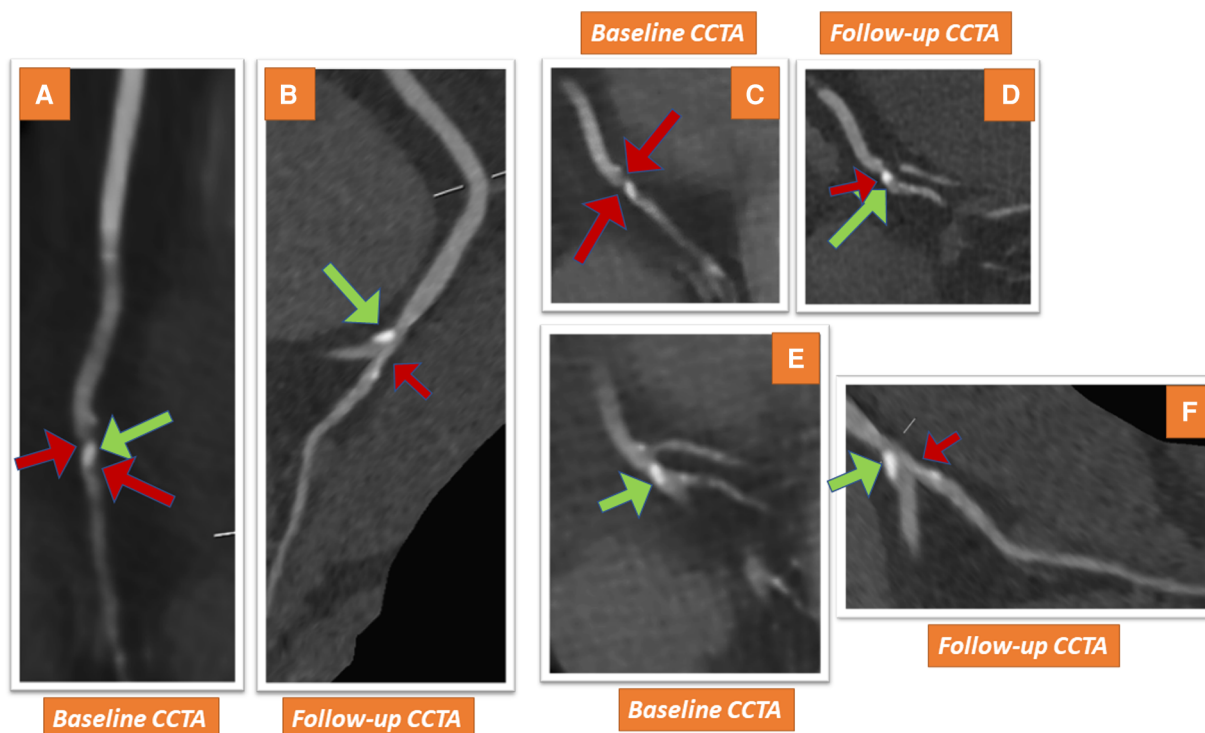 Baseline CCTA
Follow-up CCTA
A
B
C
D
E
F
Baseline CCTA
Follow-up CCTA
Baseline CCTA
Follow-up CCTA